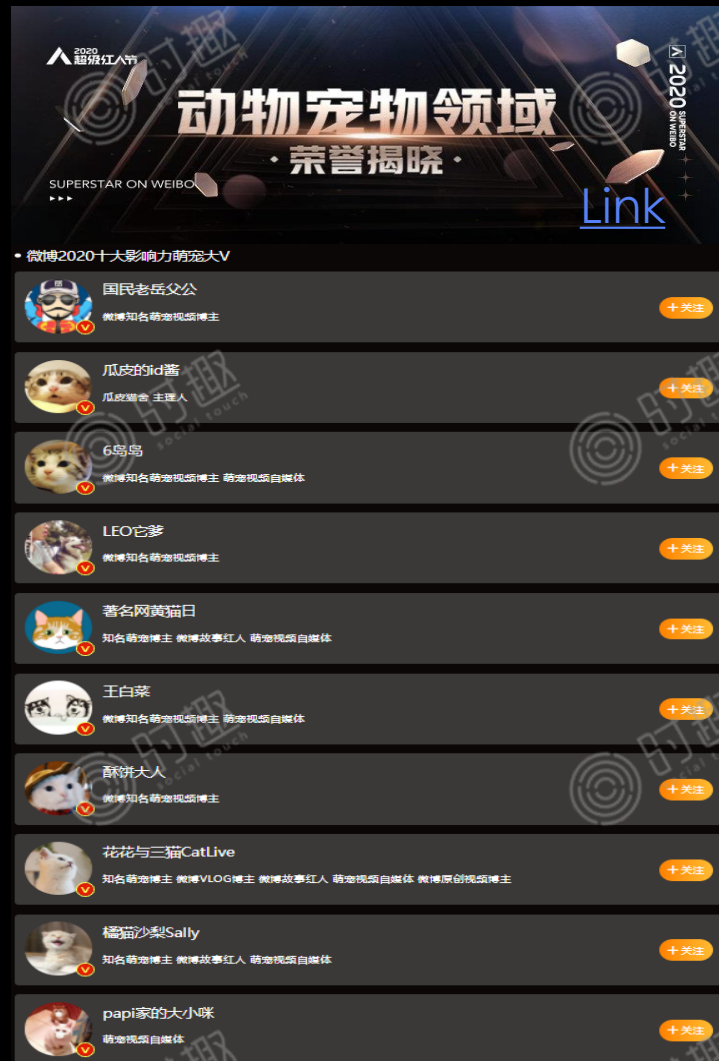 2020
超级红人节
V
2020
SUPERSTAR
ON WEIBO
动物宠物领域
·荣誉揭晓·
SUPERSTAR ON WEIBO
Link
• 微博2020十大影响力萌宠大V
国民老岳父公
微博知名萌宠视频博主
+关注
瓜皮的id酱
瓜皮猫舍 主理人
+关注
6岛岛
微博知名萌宠视频博主 萌宠视频自媒体
+关注
LEO它爹
微博知名萌宠视频博主
+关注
著名网黄猫日
知名萌宠博主 微博故事红人 萌宠视频自媒体
+关注
王白菜
微博知名萌宠视频博主 萌宠视频自媒体
+关注
酥饼大人
微博知名萌宠视频博主
+关注
花花与三猫CatLive
知名萌宠博主 微博VLOG博主 微博故事红人 萌宠视频自媒体 微博原创视频博主
+关注
橘猫沙梨Sally
知名萌宠博主 微博故事红人 萌宠视频自媒体
+关注
papi家的大小咪
萌宠视频自媒体
+关注
时趣
social touch